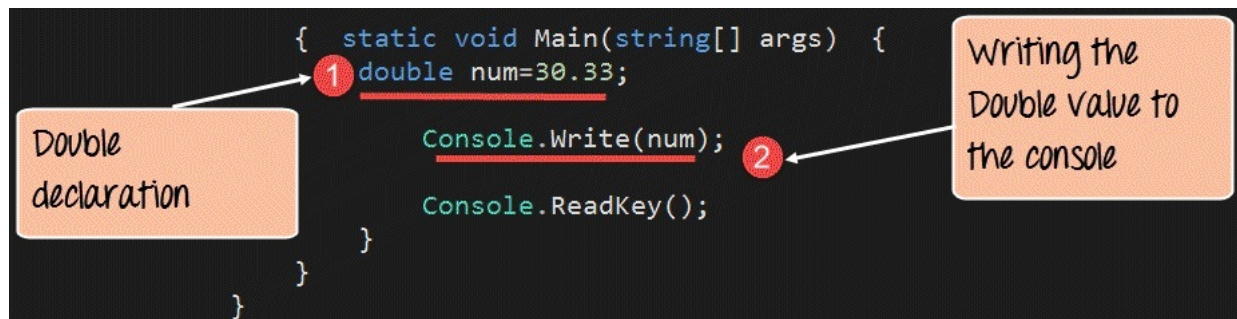 { static void Main(string[] args) {
1 double num=30.33;
Double
declaration
Console.Write(num);
2
Writing the
Double value to
the console
Console.ReadKey();
}
}
}